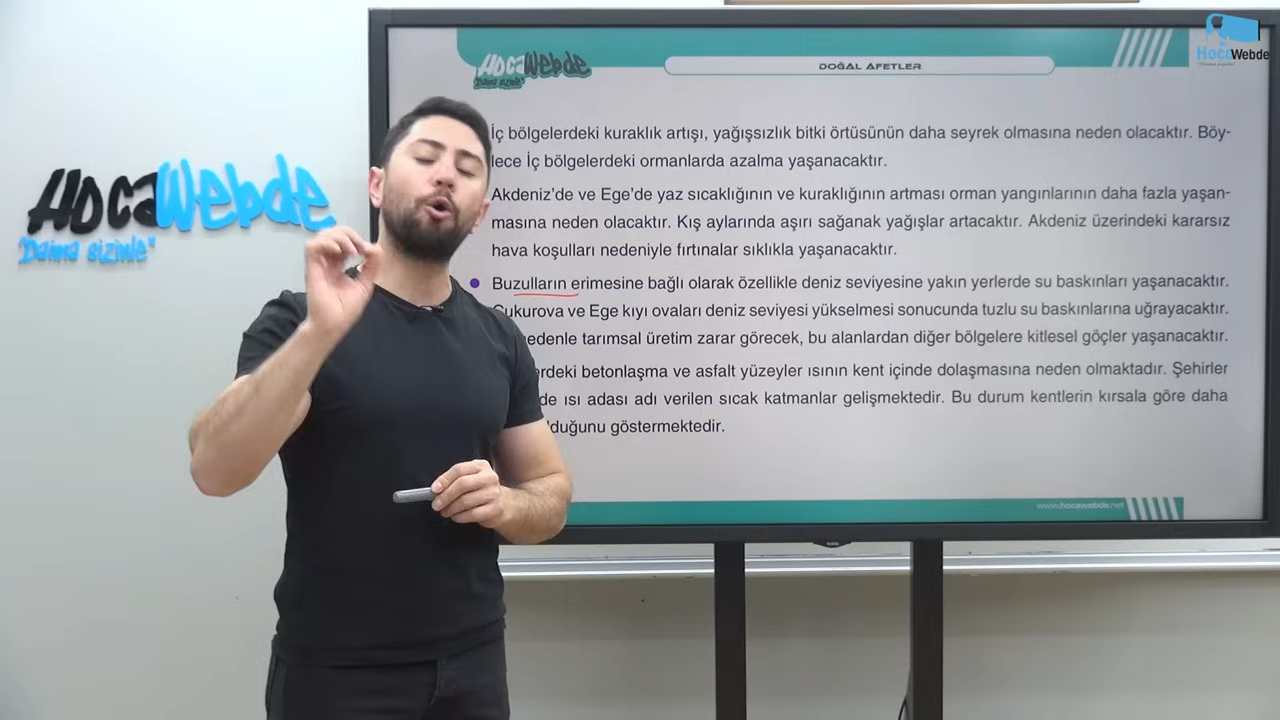 HocaWebde
"Daima sizinle"
HocaWebde
"Daima sizinle"
DOĞAL AFETLER
HocaWebde
İç bölgelerdeki kuraklık artışı, yağışsızlık bitki örtüsünün daha seyrek olmasına neden olacaktır. Böy-
lece İç bölgelerdeki ormanlarda azalma yaşanacaktır.
Akdeniz'de ve Ege'de yaz sıcaklığının ve kuraklığının artması orman yangınlarının daha fazla yaşan-
masına neden olacaktır. Kış aylarında aşırı sağanak yağışlar artacaktır. Akdeniz üzerindeki kararsız
hava koşulları nedeniyle fırtınalar sıklıkla yaşanacaktır.
Buzulların erimesine bağlı olarak özellikle deniz seviyesine yakın yerlerde su baskınları yaşanacaktır.
Çukurova ve Ege kıyı ovaları deniz seviyesi yükselmesi sonucunda tuzlu su baskınlarına uğrayacaktır.
nedenle tarımsal üretim zarar görecek, bu alanlardan diğer bölgelere kitlesel göçler yaşanacaktır.
erdeki betonlaşma ve asfalt yüzeyler ısının kent içinde dolaşmasına neden olmaktadır. Şehirler
de ısı adası adı verilen sıcak katmanlar gelişmektedir. Bu durum kentlerin kırsala göre daha
lduğunu göstermektedir.
www.hocawebde.net